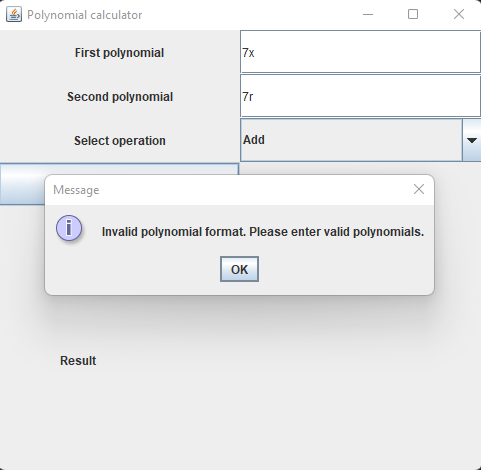 Polynomial calculator
First polynomial
7x
Second polynomial
7r
Select operation
Add
Message
Invalid polynomial format. Please enter valid polynomials.
OK
Result